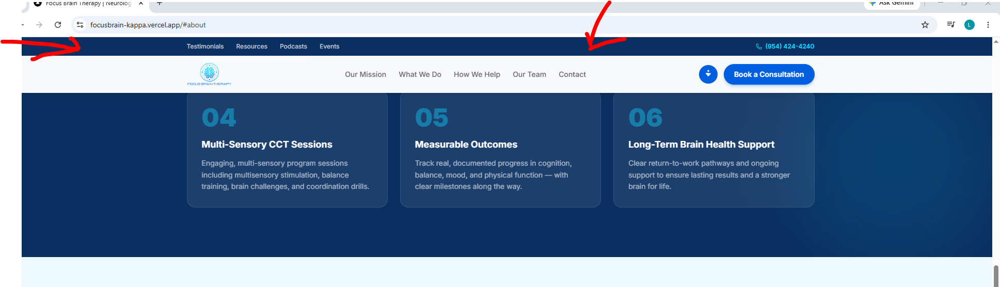 Focus Brain Therapy | Neurolog
Ask Gemini
focusbrain-kappa.vercel.app/#about
L
Testimonials Resources Podcasts Events (954) 424-4240
FOCUS BRAIN THERAPY
Our Mission What We Do How We Help Our Team Contact
Book a Consultation
04
Multi-Sensory CCT Sessions
Engaging, multi-sensory program sessions
including multisensory stimulation, balance
training, brain challenges, and coordination drills.
05
Measurable Outcomes
Track real, documented progress in cognition,
balance, mood, and physical function — with
clear milestones along the way.
06
Long-Term Brain Health Support
Clear return-to-work pathways and ongoing
support to ensure lasting results and a stronger
brain for life.